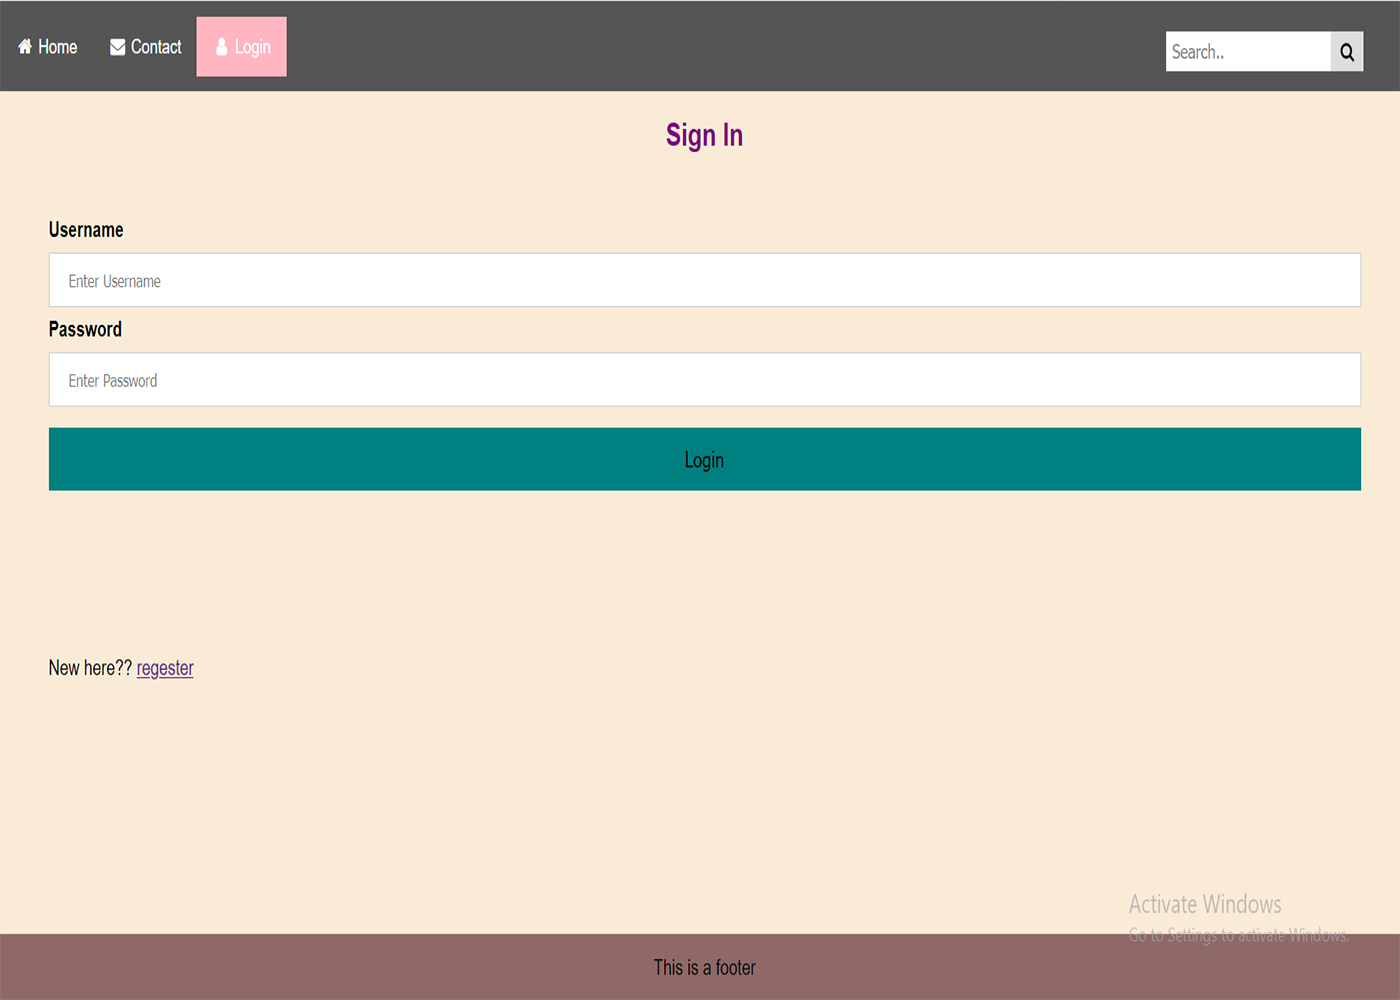 Home Contact Login Search..
Sign In
Username
Enter Username
Password
Enter Password
Login
New here?? regester
Activate Windows
Go to Settings to activate Windows.
This is a footer